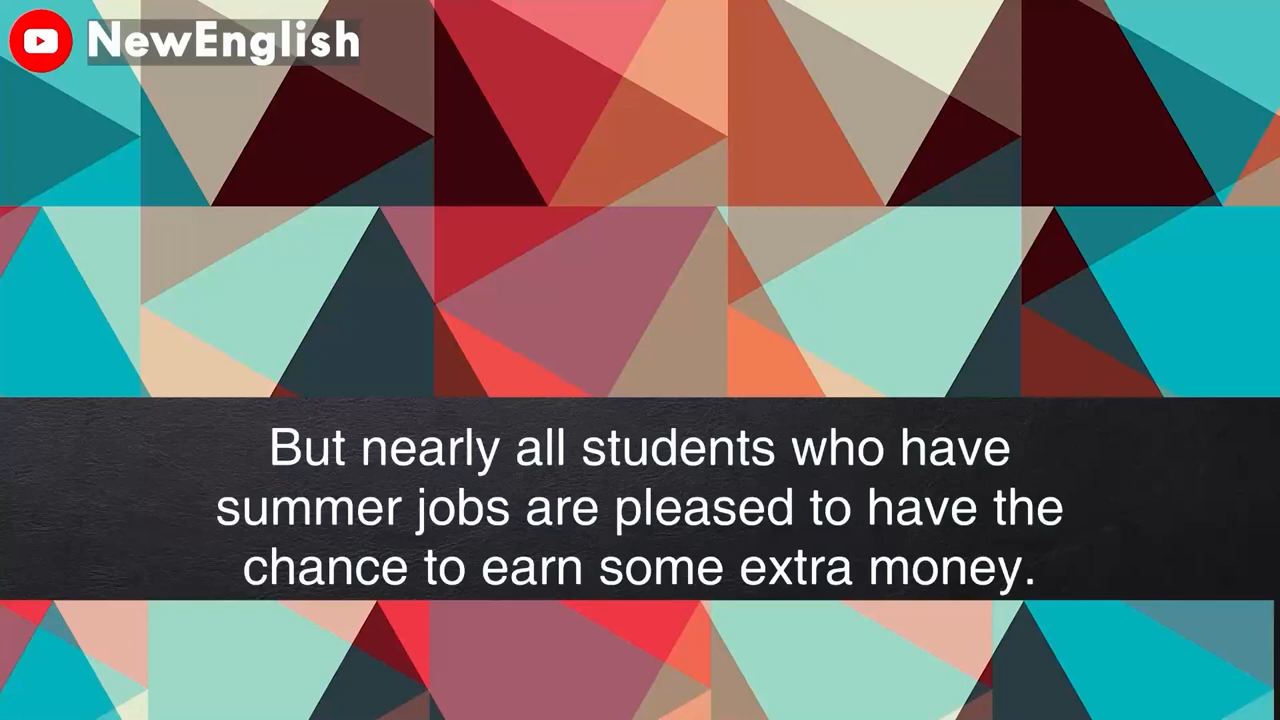 NewEnglish
But nearly all students who have
summer jobs are pleased to have the
chance to earn some extra money.